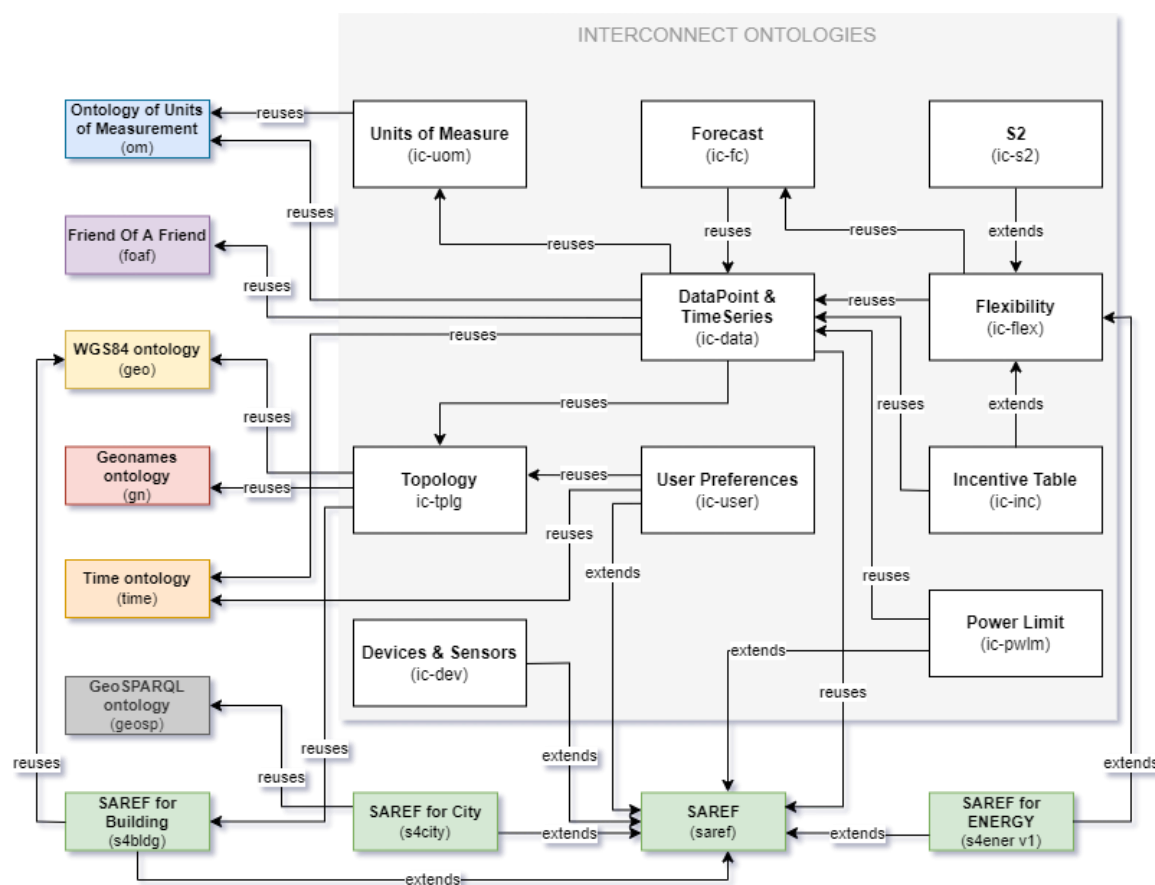 INTERCONNECT ONTOLOGIES
Ontology of Units
of Measurement
(om)
reuses
Units of Measure
(ic-uom)
Forecast
(ic-fc)
S2
(ic-s2)
reuses
Friend Of A Friend
(foaf)
reuses
reuses
reuses
extends
reuses
DataPoint &
TimeSeries
(ic-data)
reuses
Flexibility
(ic-flex)
reuses
WGS84 ontology
(geo)
reuses
reuses
reuses
extends
Geonames
ontology
(gn)
reuses
Topology
ic-tplg
reuses
User Preferences
(ic-user)
Incentive Table
(ic-inc)
reuses
extends
reuses
Time ontology
(time)
Devices & Sensors
(ic-dev)
extends
Power Limit
(ic-pwlm)
reuses
GeoSPARQL
ontology
(geosp)
reuses
extends
reuses
reuses
extends
SAREF for
Building
(s4bldg)
SAREF for City
(s4city)
extends
SAREF
(saref)
extends
SAREF for
ENERGY
(s4ener v1)
extends